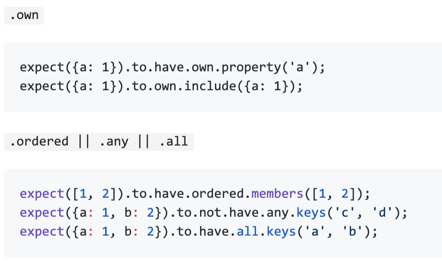 .own
expect({a: 1}).to.have.own.property('a');
expect({a: 1}).to.own.include({a: 1});
.ordered || .any || .all
expect([1, 2]).to.have.ordered.members([1, 2]);
expect({a: 1, b: 2}).to.not.have.any.keys('c', 'd');
expect({a: 1, b: 2}).to.have.all.keys('a', 'b');